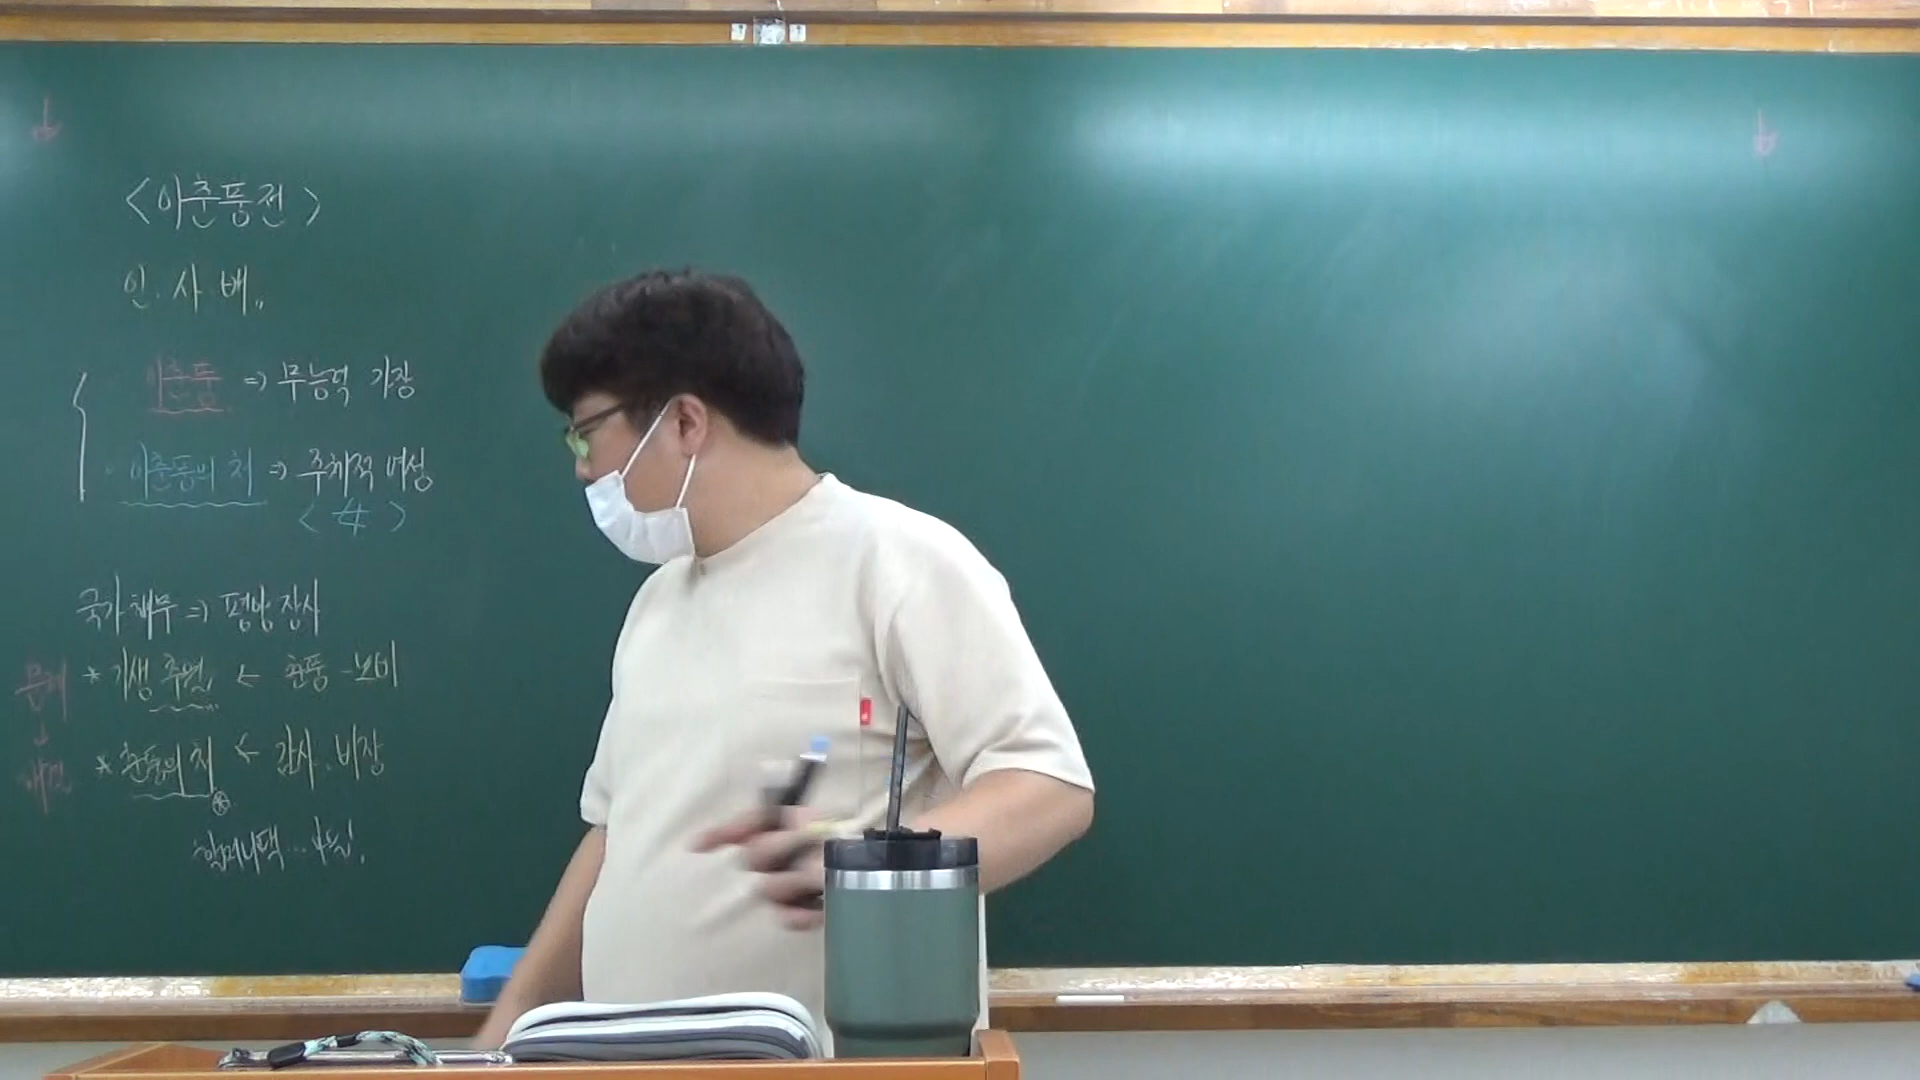 <이춘풍전>
인. 사. 배.
이춘풍 => 무능력 가장
이춘풍의 처 => 주체적 여성
< 女 >
국가 채무 => 평양 장사
* 기생 추월 ← 춘풍 - 노비
문제
↓
해결
* 춘풍의 처 ← 감사. 비장